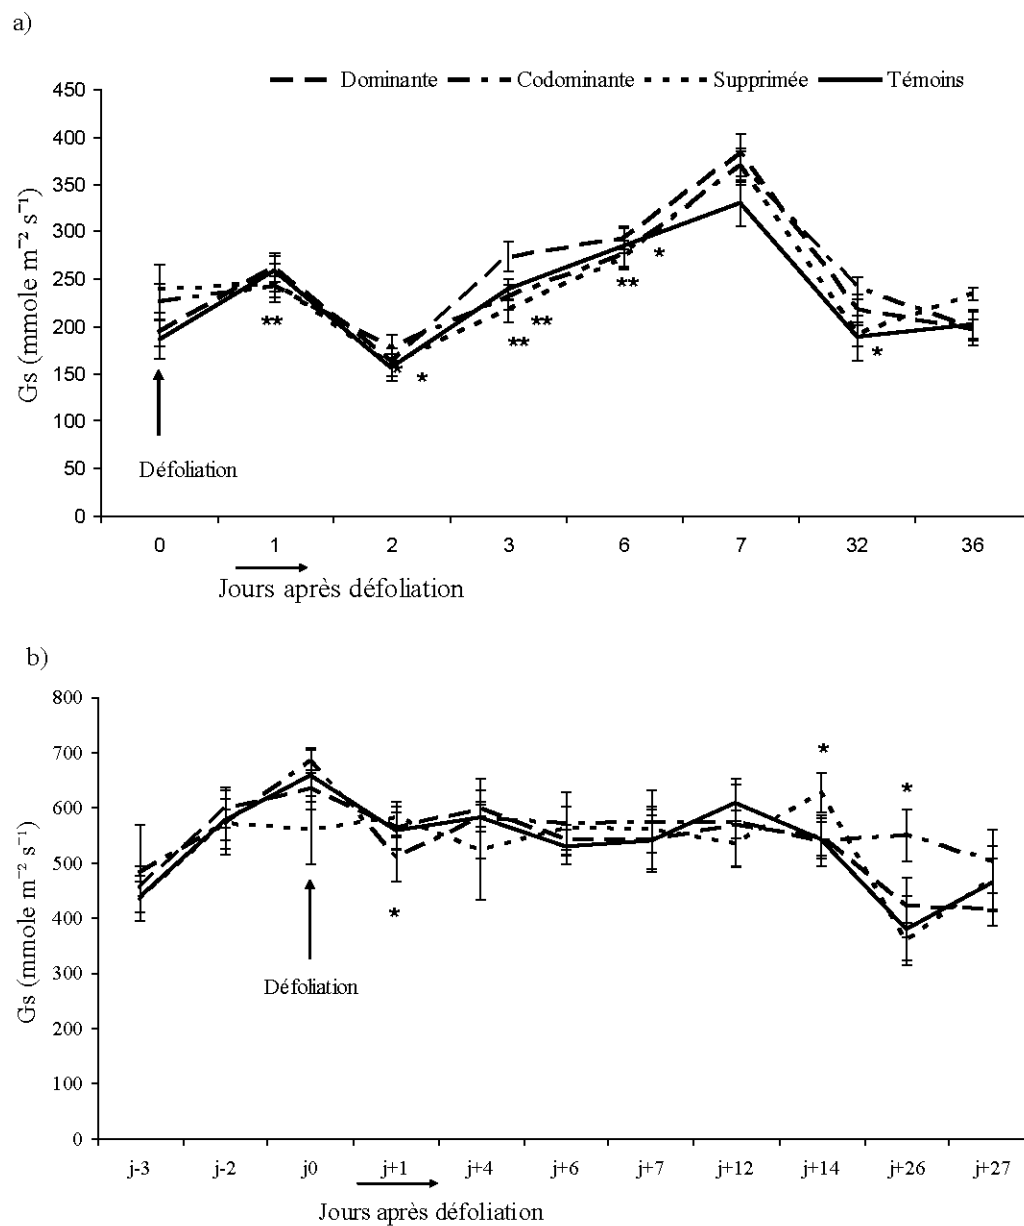 a)
Dominante Codominante Supprimée Témoins
450
400
350
300
250
200
150
100
50
0
Gs (mmole m⁻² s⁻¹)
*
**
**
**
**
*
*
*
*
Défoliation
0 1 2 3 6 7 32 36
Jours après défoliation
b)
800
700
600
500
400
300
200
100
0
Gs (mmole m⁻² s⁻¹)
*
*
*
Défoliation
j-3 j-2 j0 j+1 j+4 j+6 j+7 j+12 j+14 j+26 j+27
Jours après défoliation